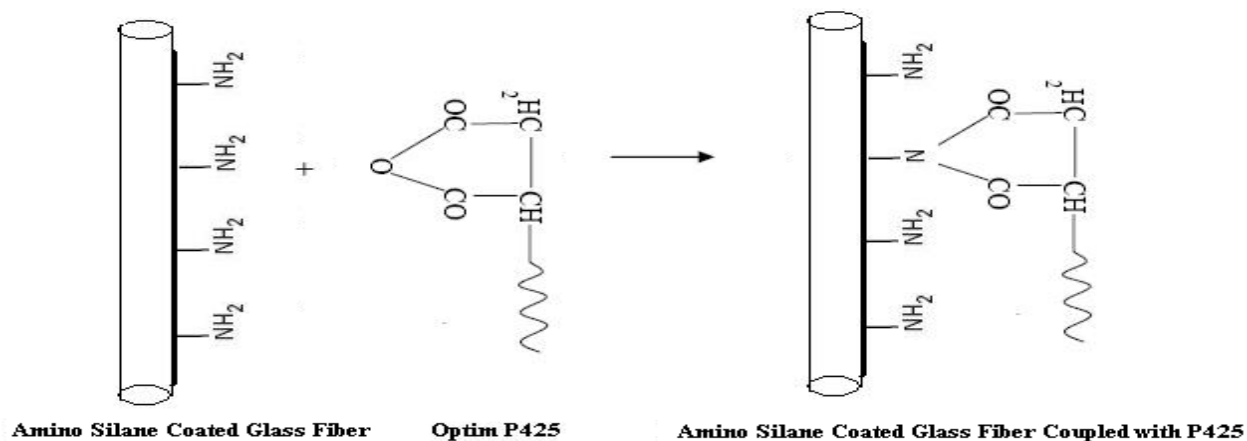 NH2
NH2
NH2
NH2
+
O
OC
H2C
CO
CH
NH2
N
NH2
NH2
OC
H2C
CO
CH
Amino Silane Coated Glass Fiber
Optim P425
Amino Silane Coated Glass Fiber Coupled with P425